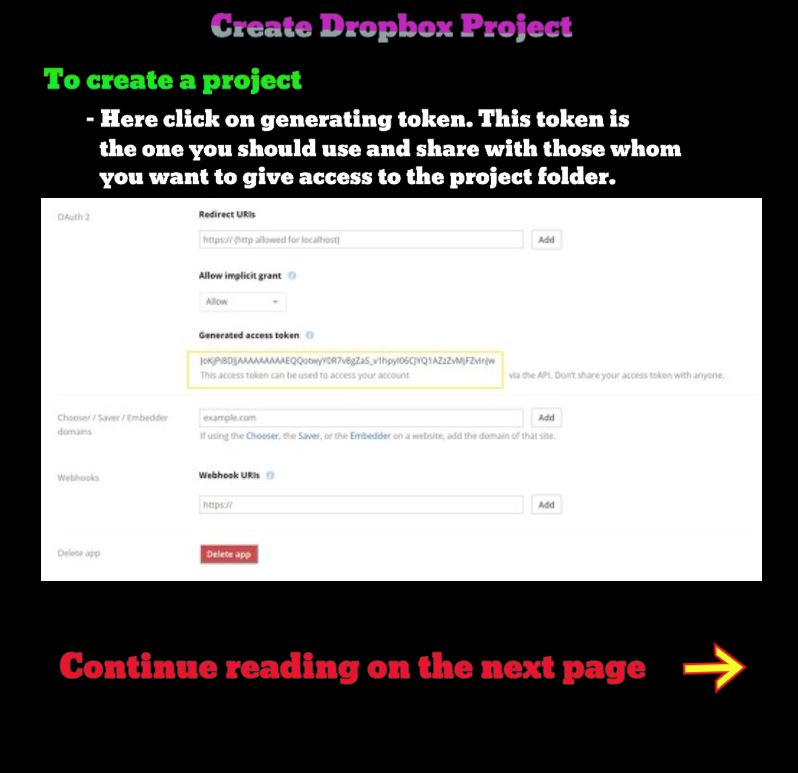 Create Dropbox Project
To create a project
- Here click on generating token. This token is
the one you should use and share with those whom
you want to give access to the project folder.
OAuth 2
Redirect URIs
https:// (http allowed for localhost)
Add
Allow implicit grant
Allow
Generated access token
This access token can be used to access your account via the API. Don't share your access token with anyone.
Chooser / Saver / Embedder
domains
example.com
Add
If using the Chooser, the Saver, or the Embedder on a website, add the domain of that site.
Webhooks
Webhook URIs
https://
Add
Delete app
Delete app
Continue reading on the next page